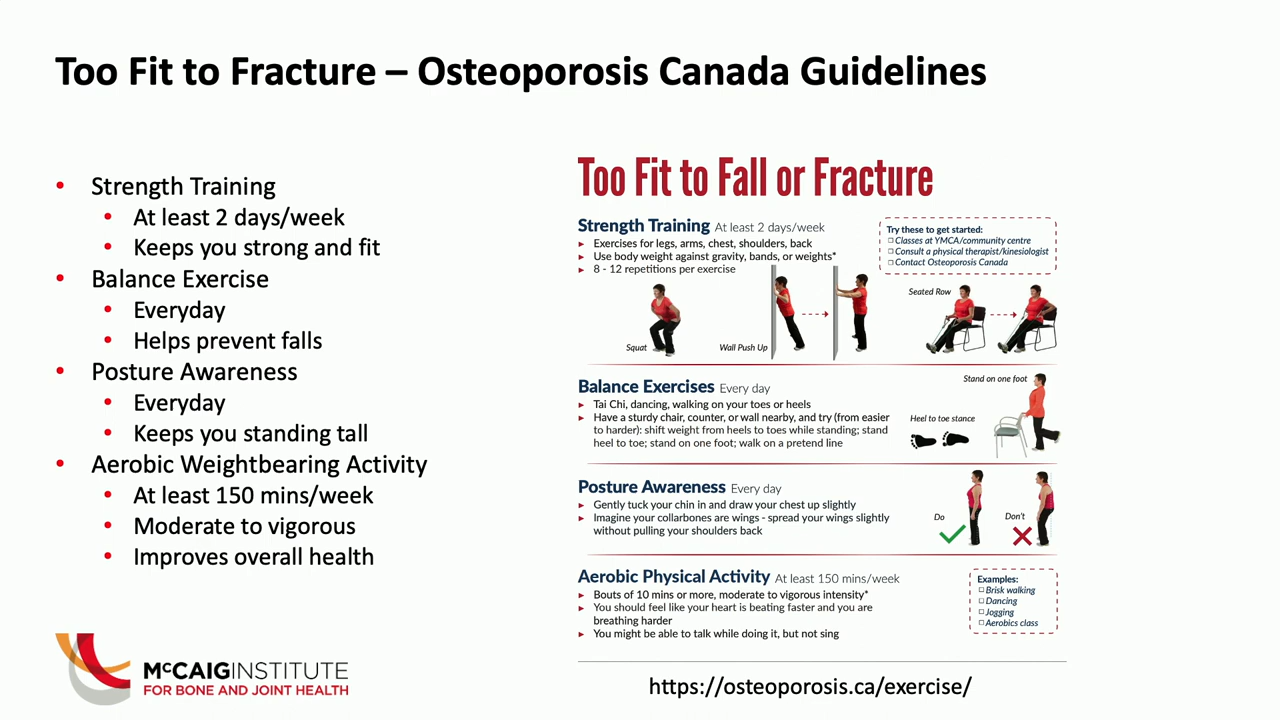 Too Fit to Fracture – Osteoporosis Canada Guidelines
• Strength Training
• At least 2 days/week
• Keeps you strong and fit
• Balance Exercise
• Everyday
• Helps prevent falls
• Posture Awareness
• Everyday
• Keeps you standing tall
• Aerobic Weightbearing Activity
• At least 150 mins/week
• Moderate to vigorous
• Improves overall health
McCAIG INSTITUTE
FOR BONE AND JOINT HEALTH
Too Fit to Fall or Fracture
Strength Training At least 2 days/week
► Exercises for legs, arms, chest, shoulders, back
► Use body weight against gravity, bands, or weights*
► 8 - 12 repetitions per exercise
Try these to get started:
☐ Classes at YMCA/community centre
☐ Consult a physical therapist/kinesiologist
☐ Contact Osteoporosis Canada
Squat
Wall Push Up
Seated Row
Balance Exercises Every day
► Tai Chi, dancing, walking on your toes or heels
► Have a sturdy chair, counter, or wall nearby, and try (from easier
to harder): shift weight from heels to toes while standing; stand
heel to toe; stand on one foot; walk on a pretend line
Stand on one foot
Heel to toe stance
Posture Awareness Every day
► Gently tuck your chin in and draw your chest up slightly
► Imagine your collarbones are wings - spread your wings slightly
without pulling your shoulders back
Do
Don't
Aerobic Physical Activity At least 150 mins/week
► Bouts of 10 mins or more, moderate to vigorous intensity*
► You should feel like your heart is beating faster and you are
breathing harder
► You might be able to talk while doing it, but not sing
Examples:
☐ Brisk walking
☐ Dancing
☐ Jogging
☐ Aerobics class
https://osteoporosis.ca/exercise/